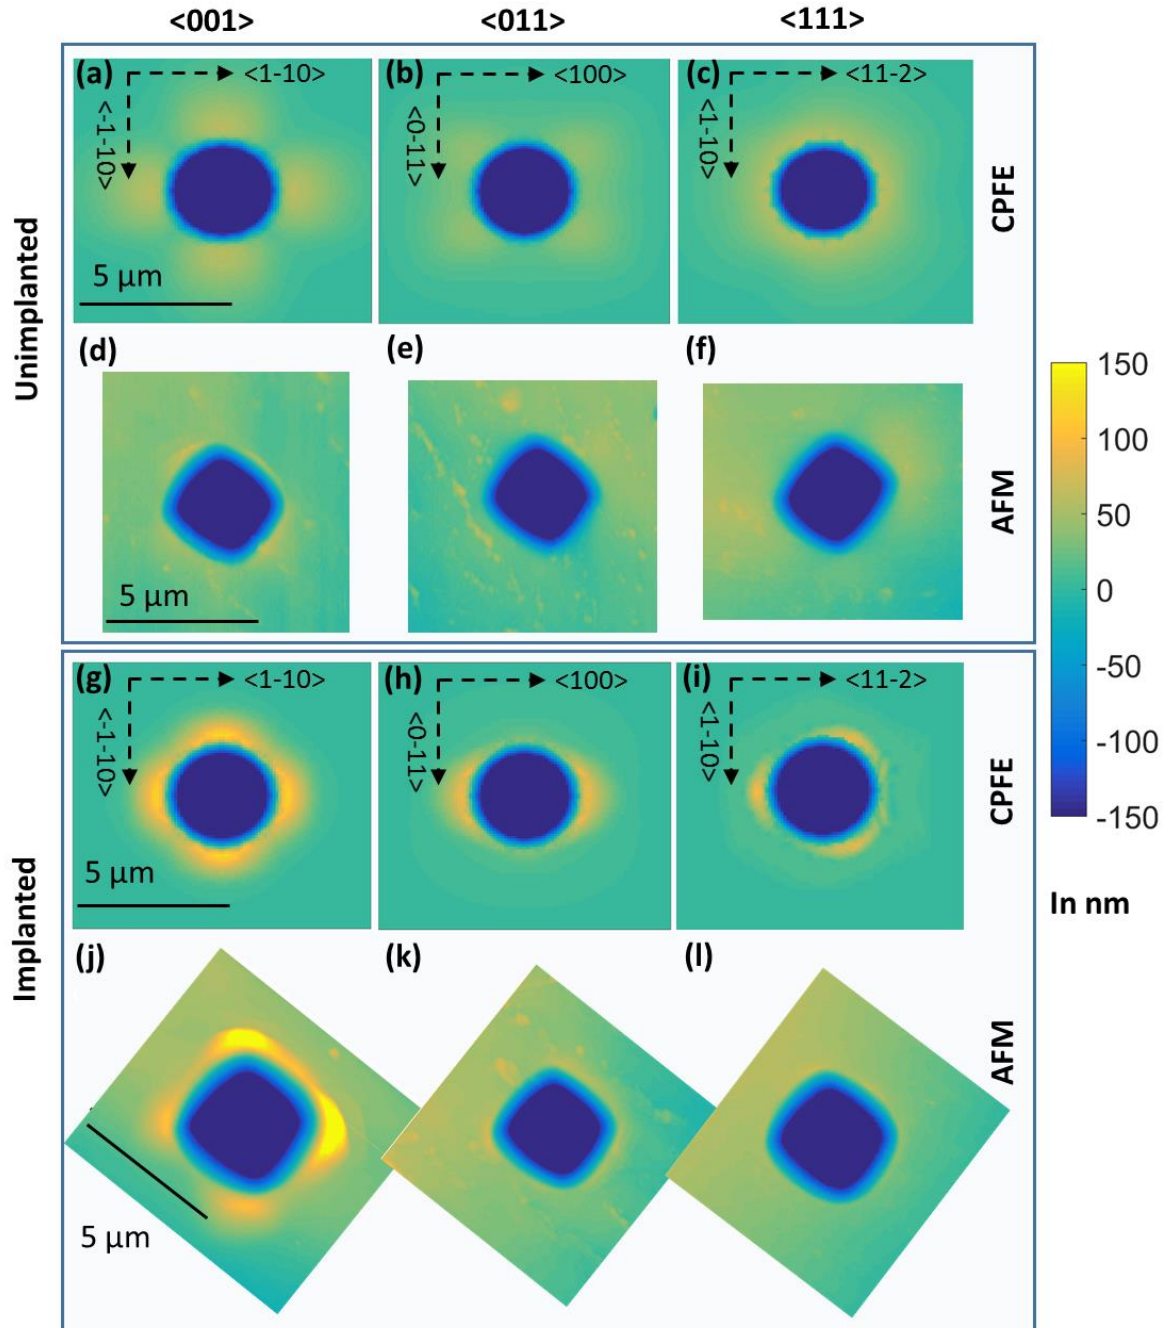 <001>
<011>
<111>
Unimplanted
(a)
<1-10>
<-1-10>
5 µm
(b)
<100>
<0-11>
(c)
<11-2>
<1-10>
CPFE
(d)
5 µm
(e)
(f)
AFM
Implanted
(g)
<1-10>
<-1-10>
5 µm
(h)
<100>
<0-11>
(i)
<11-2>
<1-10>
CPFE
(j)
5 µm
(k)
(l)
AFM
150
100
50
0
-50
-100
-150
In nm